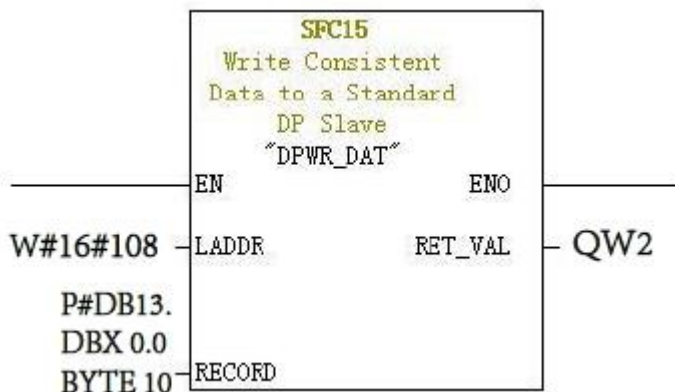 SFC15
Write Consistent
Data to a Standard
DP Slave
"DPWR_DAT"
EN ENO
W#16#108 LADDR RET_VAL QW2
P#DB13.
DBX 0.0
BYTE 10 RECORD